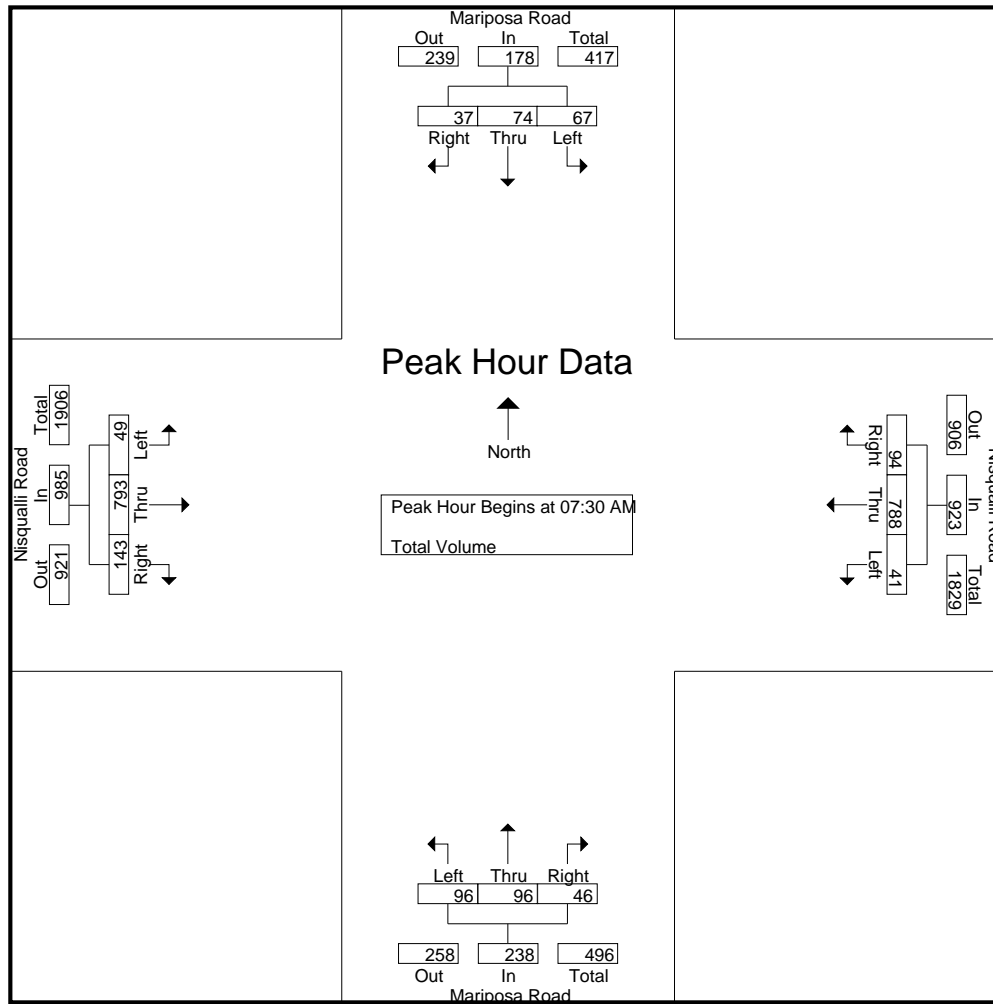 Mariposa Road
Out In Total
239 178 417
37 74 67
Right Thru Left
Peak Hour Data
North
Peak Hour Begins at 07:30 AM
Total Volume
Nisqualli Road
Total In Out
1906 985 921
49 793 143
Left Thru Right
Nisqualli Road
Out In Total
906 923 1829
94 788 41
Right Thru Left
Left Thru Right
96 96 46
258 238 496
Out In Total
Mariposa Road